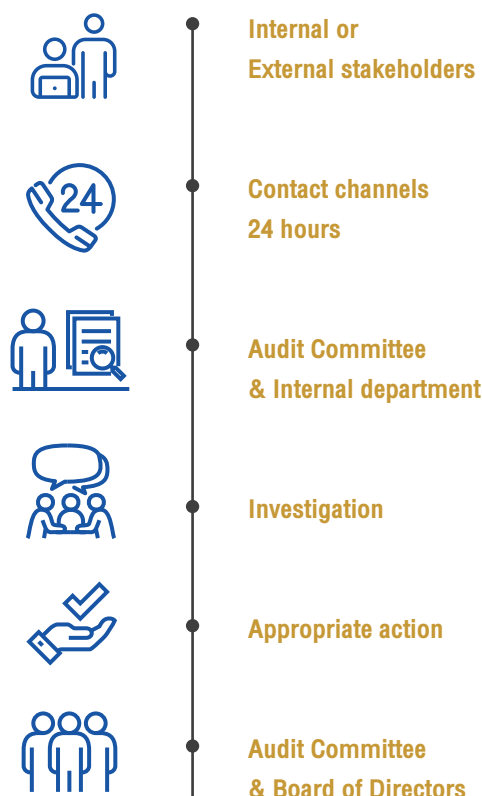 Internal or
External stakeholders
24
Contact channels
24 hours
Audit Committee
& Internal department
Investigation
Appropriate action
Audit Committee
& Board of Directors